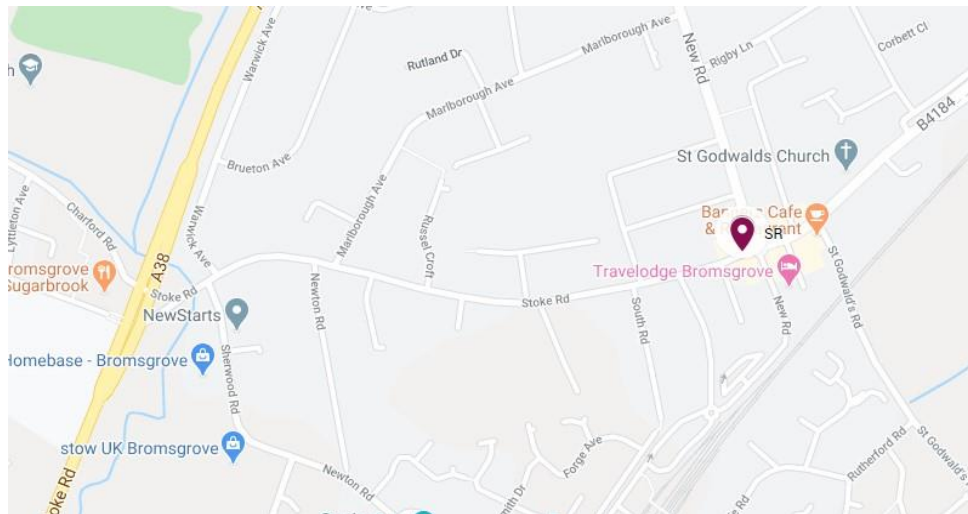 Rutland Dr
Marlborough Ave
New Rd
Rigby Ln
Corbett Cl
Warwick Ave
B4184
Marlborough Ave
Brueton Ave
St Godwalds Church
Lyttleton Ave
Charford Rd
Warwick Ave
Marlborough Ave
Russel Croft
Cafe
&
SR
A38
Sugarbrook
Stoke Rd
NewStarts
Newton Rd
Stoke Rd
South Rd
Travelodge Bromsgrove
New Rd
St Godwald's Rd
Homebase - Bromsgrove
Sherwood Rd
UK Bromsgrove
Newton Rd
Forge Ave
Rutherford Rd
St Godwald's Rd
Rd